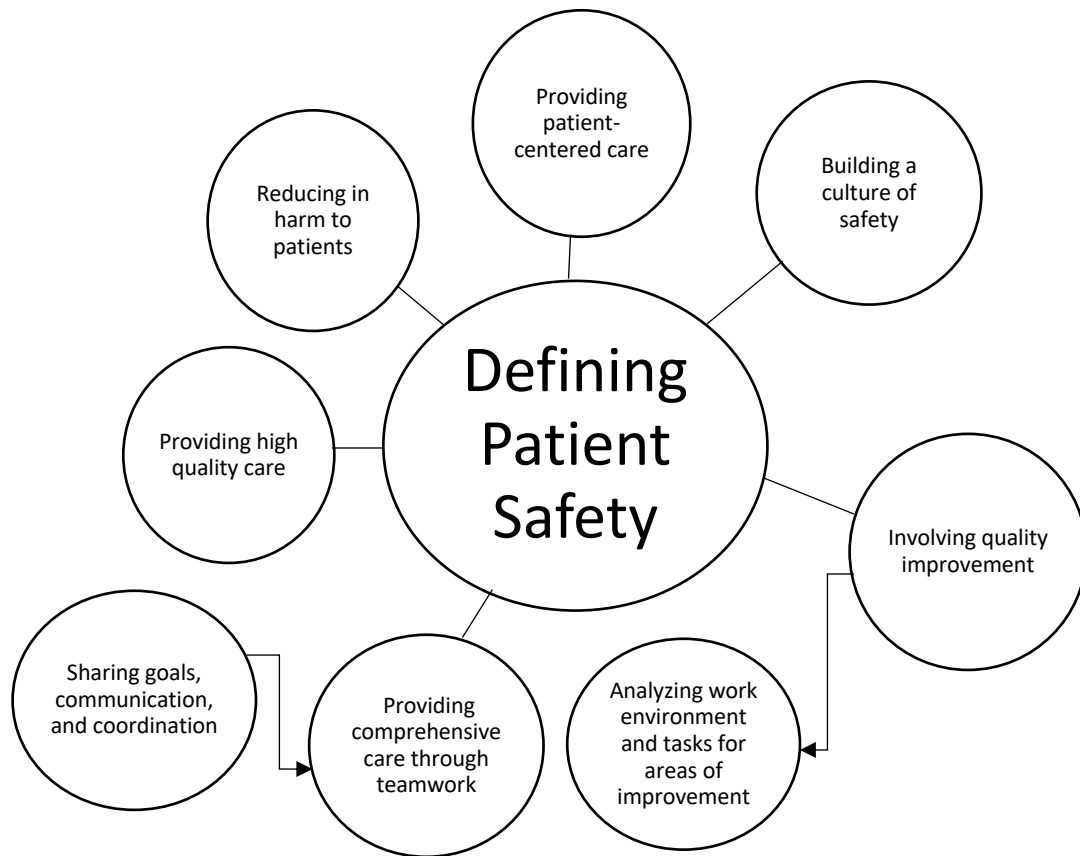 Providing
patient-
centered care
Building a
culture of
safety
Reducing in
harm to
patients
Defining
Patient
Safety
Providing high
quality care
Involving quality
improvement
Sharing goals,
communication,
and coordination
Providing
comprehensive
care through
teamwork
Analyzing work
environment
and tasks for
areas of
improvement